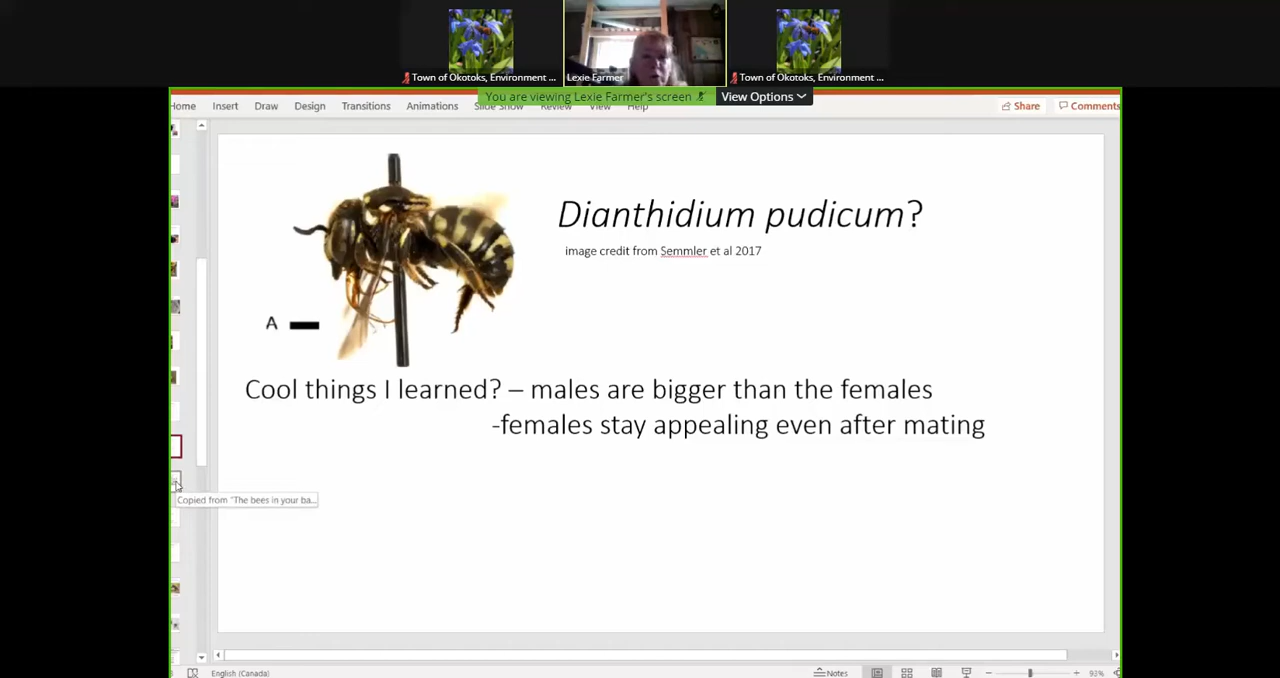 Town of Okotoks, Environment ...
Lexie Farmer
Town of Okotoks, Environment ...
You are viewing Lexie Farmer's screen
View Options
Home Insert Draw Design Transitions Animations Slide Show Review View Help
Share Comments
Dianthidium pudicum?
image credit from Semmler et al 2017
A
Cool things I learned? – males are bigger than the females
-females stay appealing even after mating
Copied from "The bees in your ba...
English (Canada)
Notes
93%